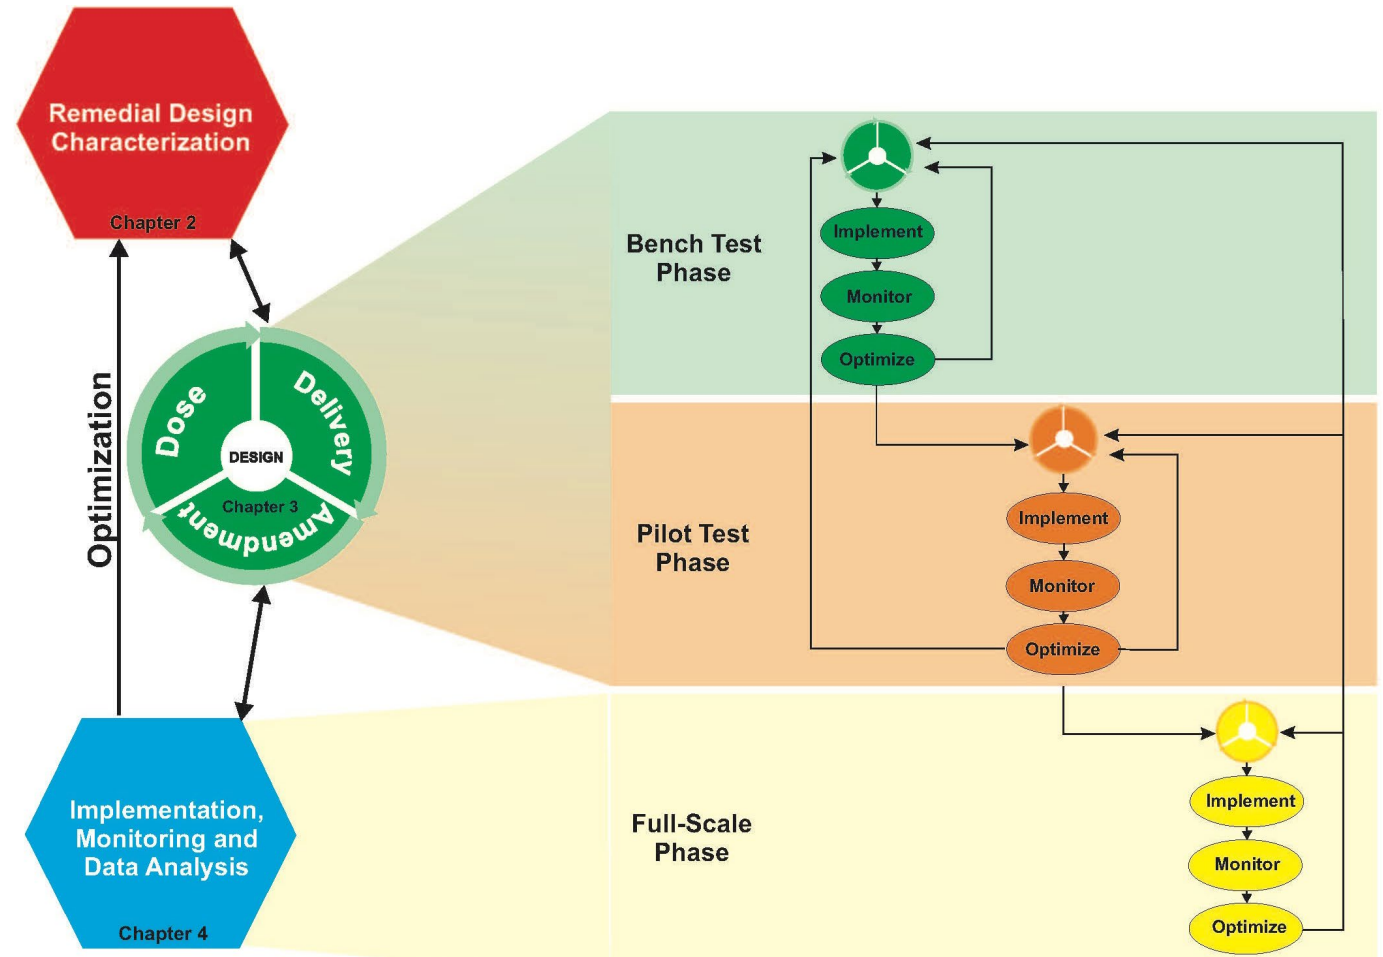 Remedial Design
Characterization
Chapter 2
Optimization
Dose
Delivery
Amendment
DESIGN
Chapter 3
Implementation,
Monitoring and
Data Analysis
Chapter 4
Bench Test
Phase
Implement
Monitor
Optimize
Pilot Test
Phase
Implement
Monitor
Optimize
Full-Scale
Phase
Implement
Monitor
Optimize